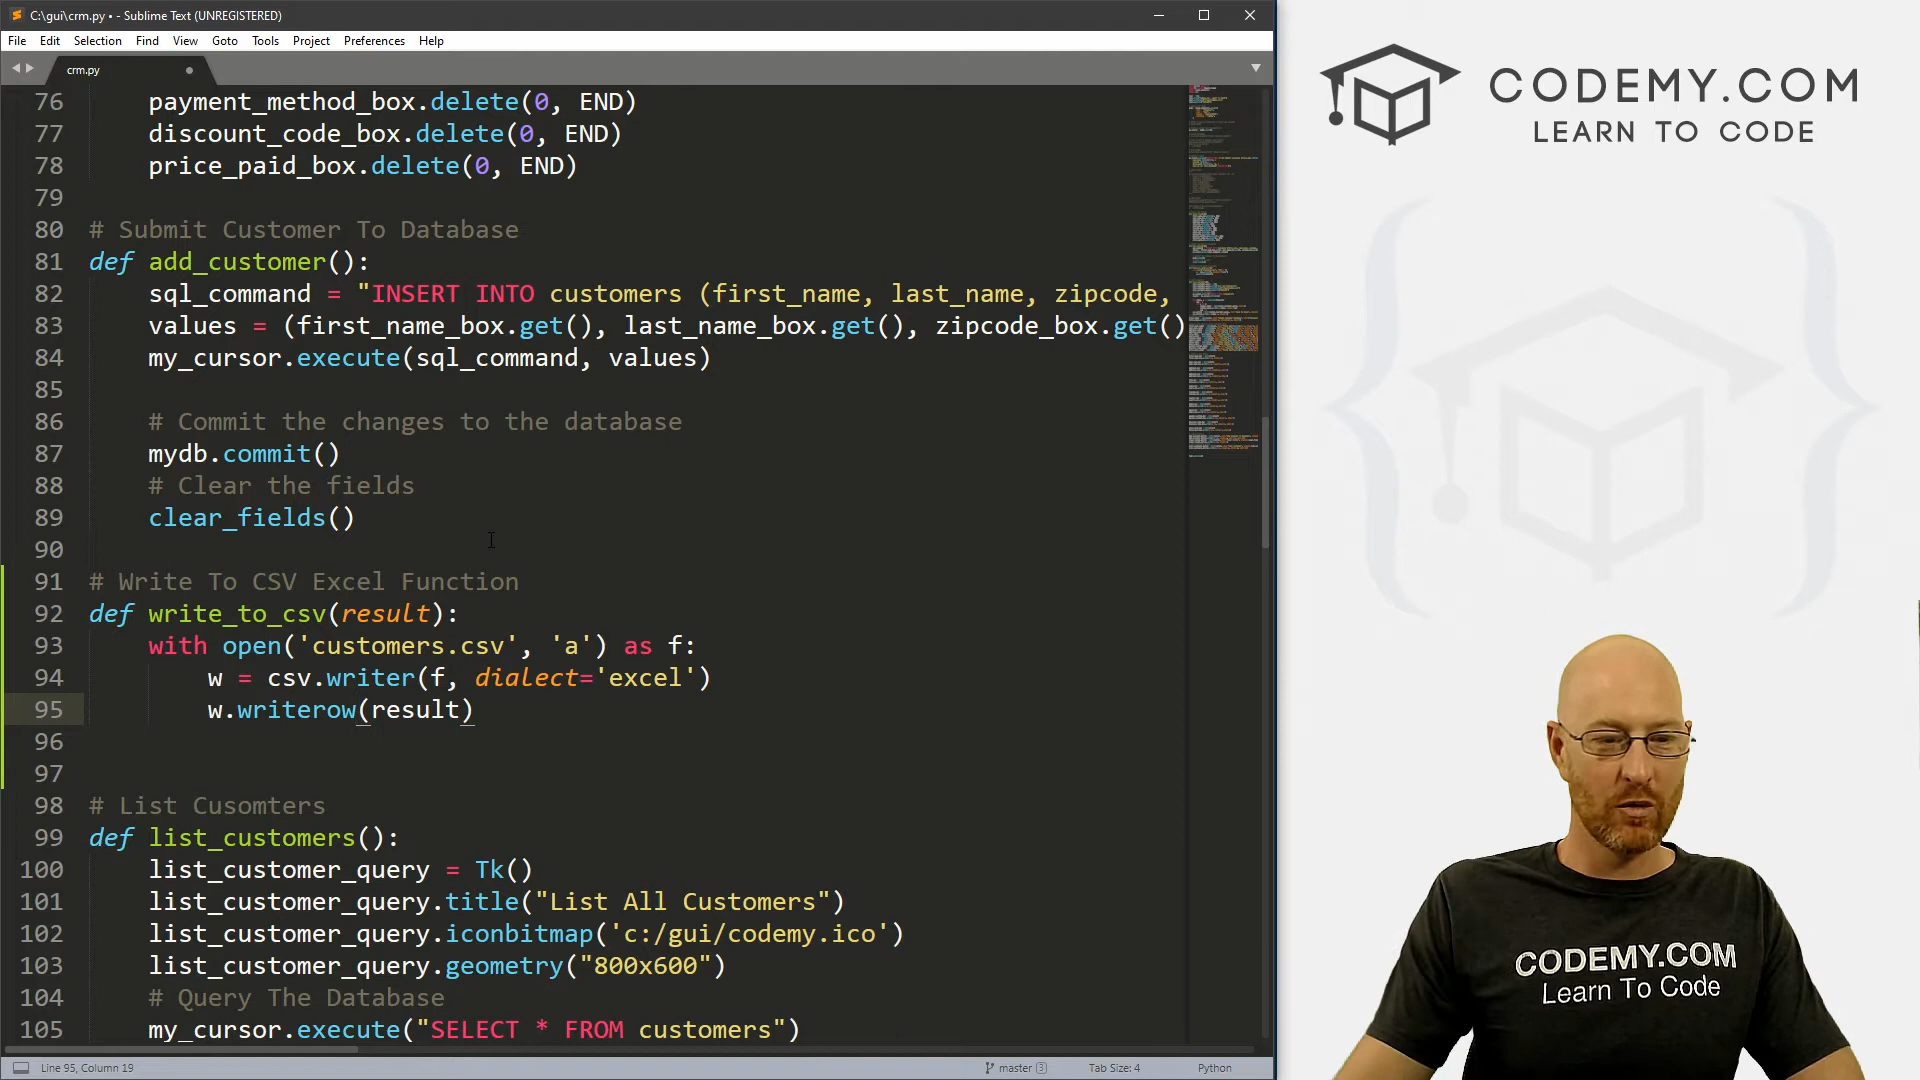 C:\gui\crm.py • - Sublime Text (UNREGISTERED)
File Edit Selection Find View Goto Tools Project Preferences Help
crm.py
76 payment_method_box.delete(0, END)
77 discount_code_box.delete(0, END)
78 price_paid_box.delete(0, END)
79
80 # Submit Customer To Database
81 def add_customer():
82 sql_command = "INSERT INTO customers (first_name, last_name, zipcode,
83 values = (first_name_box.get(), last_name_box.get(), zipcode_box.get()
84 my_cursor.execute(sql_command, values)
85
86 # Commit the changes to the database
87 mydb.commit()
88 # Clear the fields
89 clear_fields()
90
91 # Write To CSV Excel Function
92 def write_to_csv(result):
93 with open('customers.csv', 'a') as f:
94 w = csv.writer(f, dialect='excel')
95 w.writerow(result)
96
97
98 # List Cusomters
99 def list_customers():
100 list_customer_query = Tk()
101 list_customer_query.title("List All Customers")
102 list_customer_query.iconbitmap('c:/gui/codemy.ico')
103 list_customer_query.geometry("800x600")
104 # Query The Database
105 my_cursor.execute("SELECT * FROM customers")
Line 95, Column 19 master 3 Tab Size: 4 Python
CODEMY.COM
LEARN TO CODE
CODEMY.COM
Learn To Code